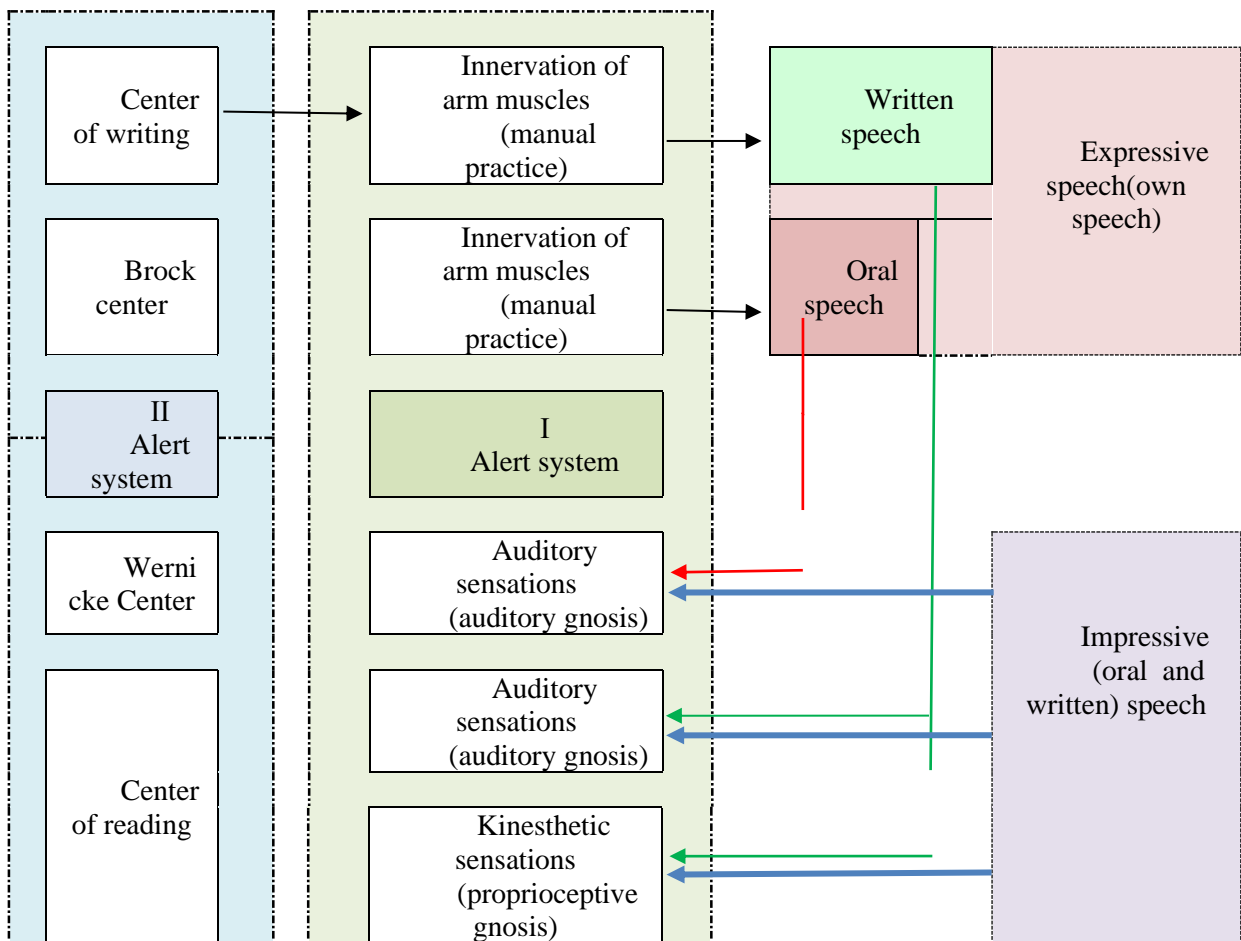 Center
of writing
Innervation of
arm muscles
(manual
practice)
Written
speech
Expressive
speech(own
speech)
Brock
center
Innervation of
arm muscles
(manual
practice)
Oral
speech
II
Alert
system
I
Alert system
Werni
cke Center
Auditory
sensations
(auditory gnosis)
Impressive
(oral and
written) speech
Auditory
sensations
(auditory gnosis)
Center
of reading
Kinesthetic
sensations
(proprioceptive
gnosis)